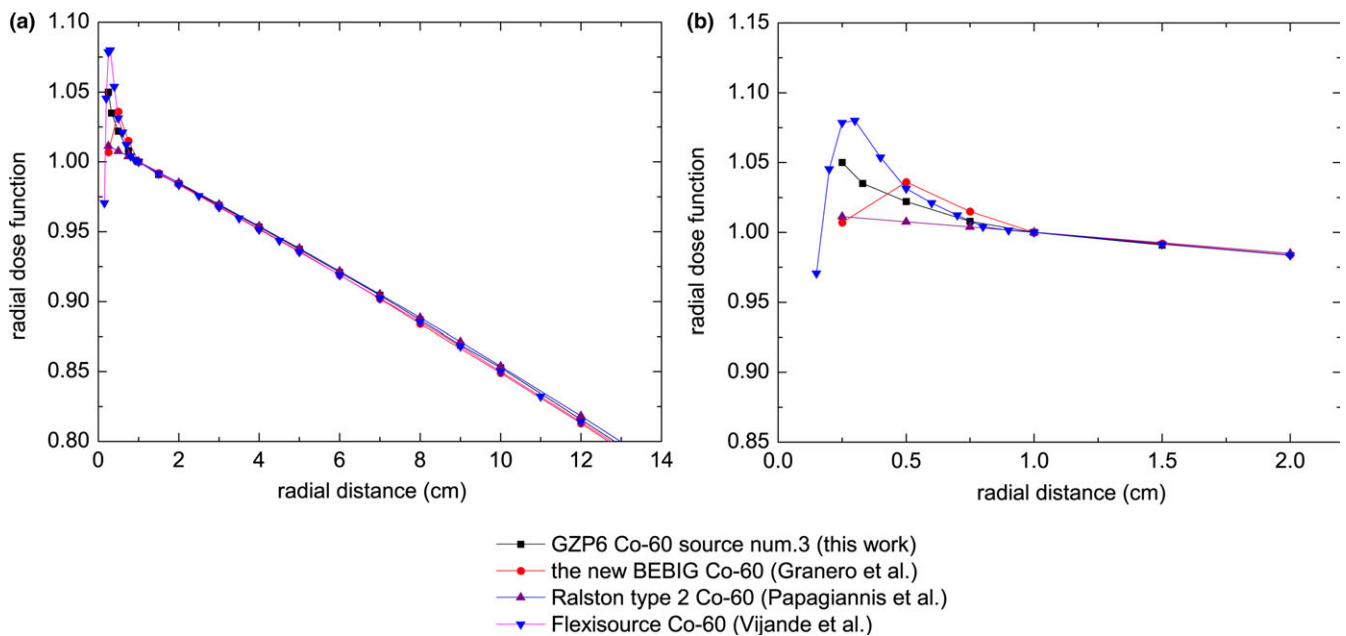 (a)
radial dose function
1.10
1.05
1.00
0.95
0.90
0.85
0.80
0 2 4 6 8 10 12 14
radial distance (cm)
(b)
radial dose function
1.15
1.10
1.05
1.00
0.95
0.90
0.85
0.0 0.5 1.0 1.5 2.0
radial distance (cm)
GZP6 Co-60 source num.3 (this work)
the new BEBIG Co-60 (Granero et al.)
Ralston type 2 Co-60 (Papagiannis et al.)
Flexisource Co-60 (Vijande et al.)